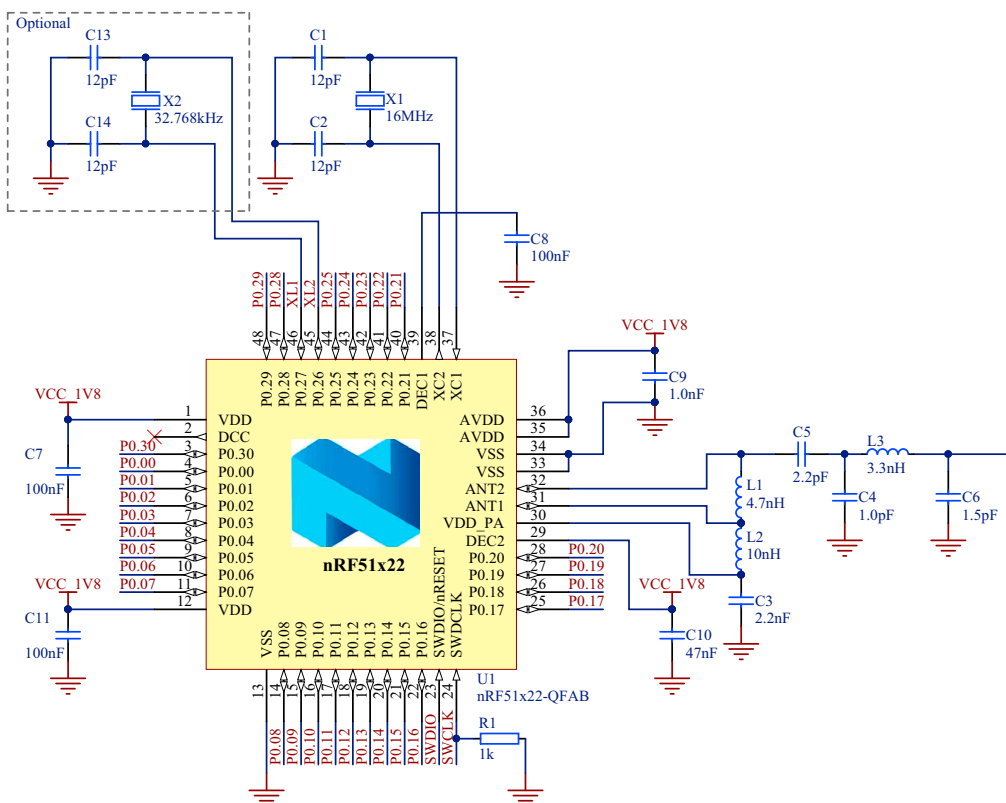 Optional
C13
12pF
X2
32.768kHz
C14
12pF
C1
12pF
X1
16MHz
C2
12pF
C8
100nF
P0.29
P0.28
XL1
XL2
P0.25
P0.24
P0.23
P0.22
P0.21
48
47
46
45
44
43
42
41
40
39
38
37
P0.29
P0.28
P0.27
P0.26
P0.25
P0.24
P0.23
P0.22
P0.21
DEC1
XC2
XC1
VCC_1V8
C7
100nF
VCC_1V8
C11
100nF
1 VDD
2 DCC
P0.30 3 P0.30
P0.00 4 P0.00
P0.01 5 P0.01
P0.02 6 P0.02
P0.03 7 P0.03
P0.04 8 P0.04
P0.05 9 P0.05
P0.06 10 P0.06
P0.07 11 P0.07
12 VDD
nRF51x22
AVDD 36
AVDD 35
VSS 34
VSS 33
ANT2 32
ANT1 31
VDD_PA 30
DEC2 29
P0.20 28 P0.20
P0.19 27 P0.19
P0.18 26 P0.18
P0.17 25 P0.17
VCC_1V8
C9
1.0nF
C5
2.2pF
L3
3.3nH
L1
4.7nH
C4
1.0pF
C6
1.5pF
L2
10nH
VCC_1V8
C3
2.2nF
C10
47nF
VSS
P0.08
P0.09
P0.10
P0.11
P0.12
P0.13
P0.14
P0.15
P0.16
SWDIO/nRESET
SWDCLK
13
14
15
16
17
18
19
20
21
22
23
24
P0.08
P0.09
P0.10
P0.11
P0.12
P0.13
P0.14
P0.15
P0.16
SWDIO
SWCLK
U1
nRF51x22-QFAB
R1
1k